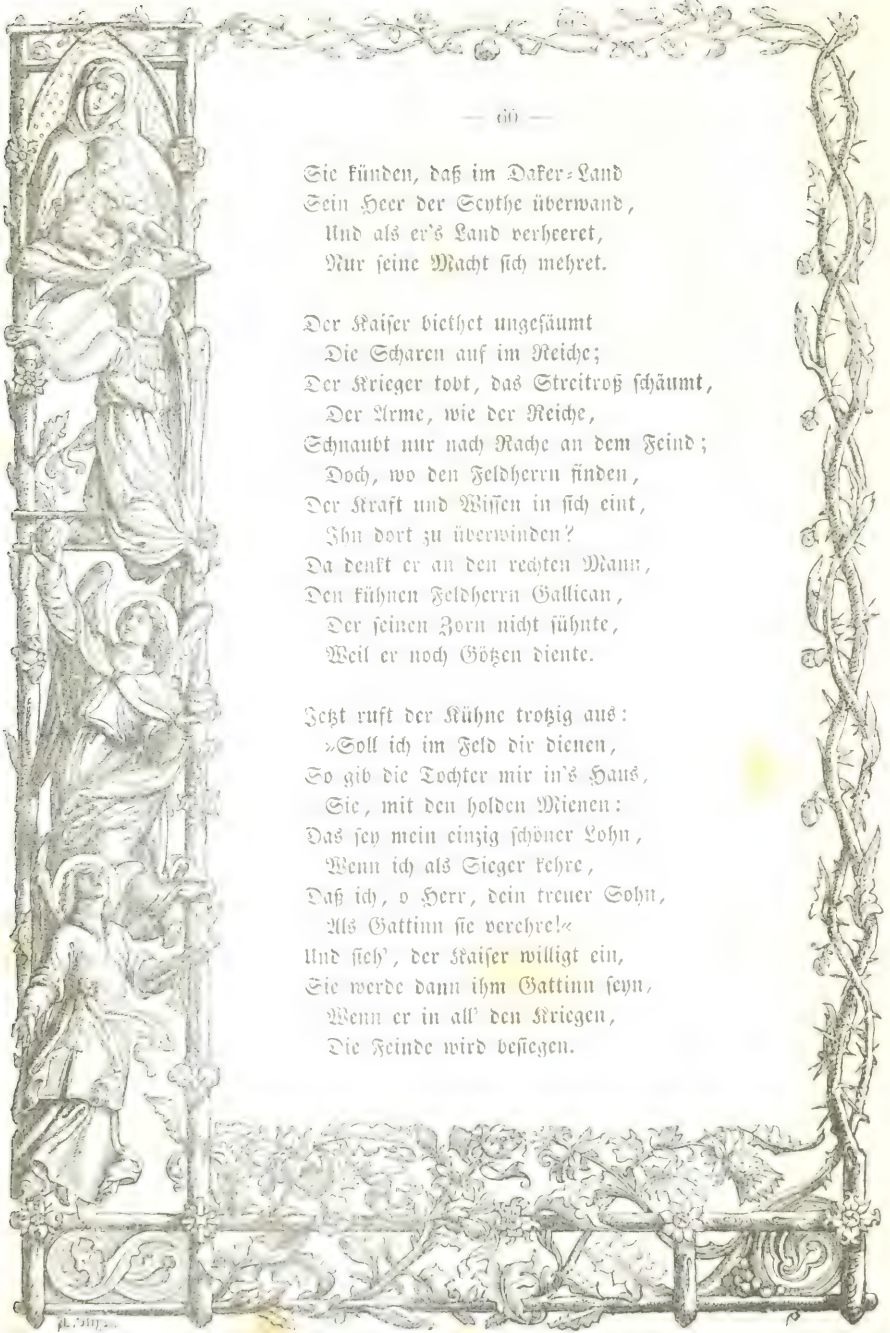 — 60 —
Sie künden, daß im Daker-Land
Sein Heer der Scythe überwand,
Und als er's Land verheeret,
Nur seine Macht sich mehret.
Der Kaiser biethet ungesäumt
Die Scharen auf im Reiche;
Der Krieger tobt, das Streitroß schäumt,
Der Arme, wie der Reiche,
Schnaubt nur nach Rache an dem Feind;
Doch, wo den Feldherrn finden,
Der Kraft und Wissen in sich eint,
Ihn dort zu überwinden?
Da denkt er an den rechten Mann,
Den kühnen Feldherrn Gallican,
Der seinen Zorn nicht sühnte,
Weil er noch Götzen diente.
Jetzt ruft der Kühne trotzig aus:
»Soll ich im Feld dir dienen,
So gib die Tochter mir in's Haus,
Sie, mit den holden Mienen:
Das sey mein einzig schöner Lohn,
Wenn ich als Sieger kehre,
Daß ich, o Herr, dein treuer Sohn,
Als Gattinn sie verehre!«
Und sieh', der Kaiser willigt ein,
Sie werde dann ihm Gattinn seyn,
Wenn er in all' den Kriegen,
Die Feinde wird besiegen.